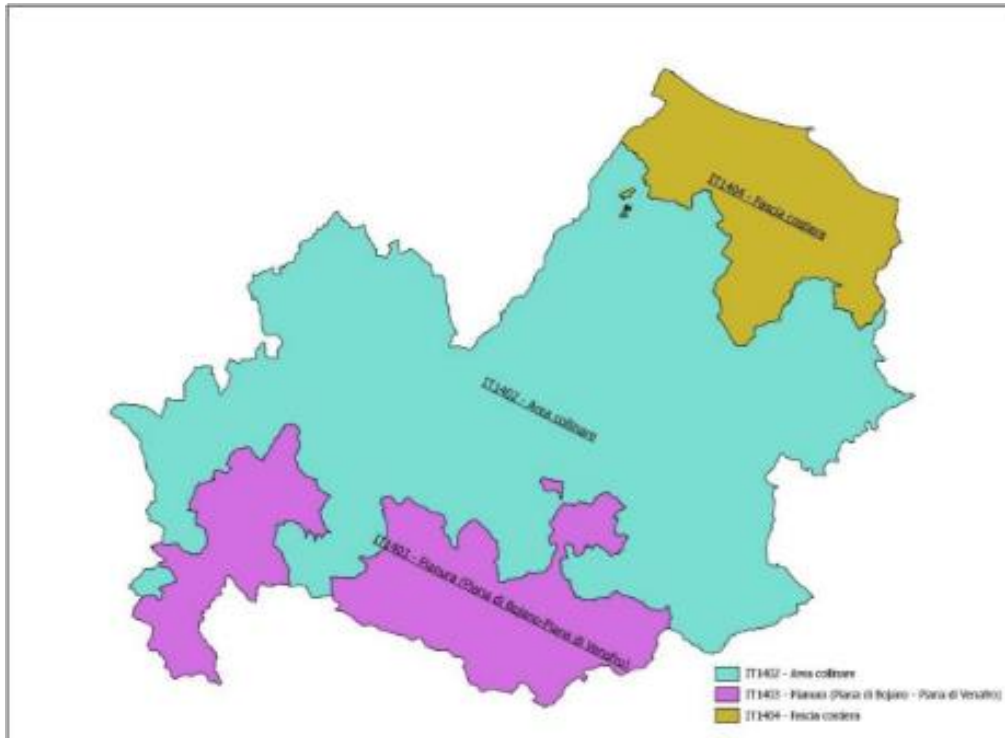 IT1404 - Fascia costiera
IT1402 - Area collinare
IT1403 - Pianura (Piana di Bojano-Piana di Venafro)
IT1402 - Area collinare
IT1403 - Pianura (Piana di Bojano - Piana di Venafro)
IT1404 - Fascia costiera